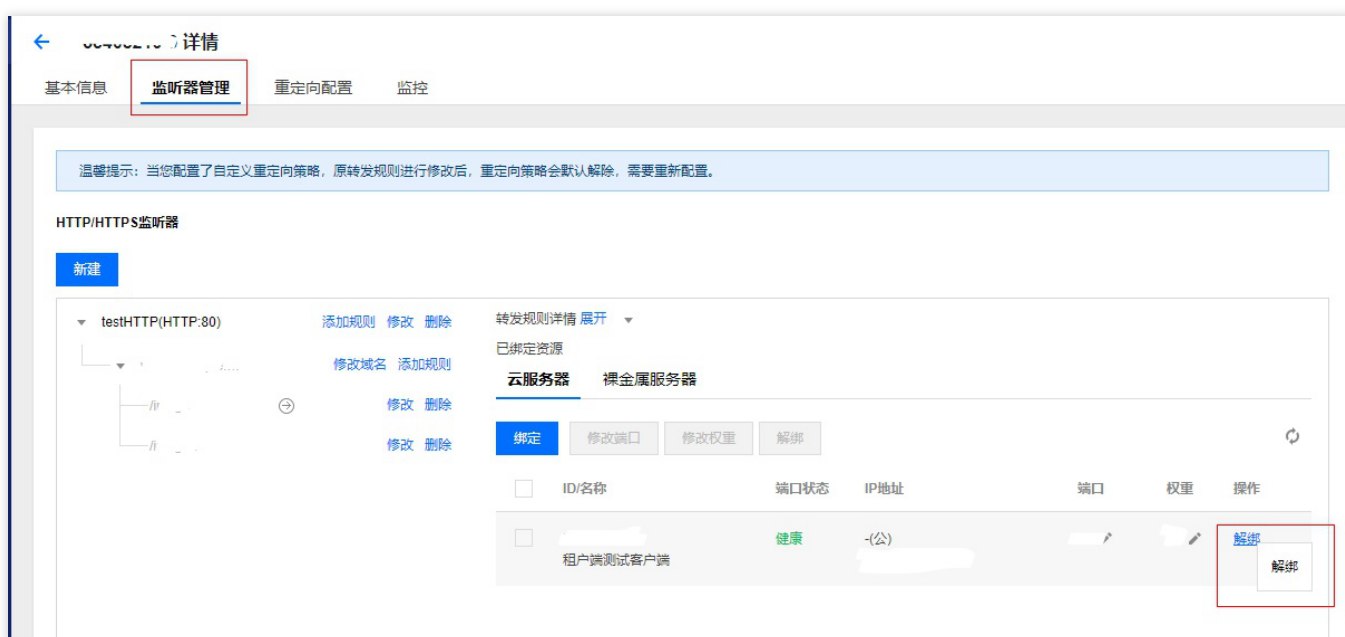 详情
基本信息 监听器管理 重定向配置 监控
温馨提示：当您配置了自定义重定向策略，原转发规则进行修改后，重定向策略会默认解除，需要重新配置。
HTTP/HTTPS监听器
新建
testHTTP(HTTP:80) 添加规则 修改 删除
修改域名 添加规则
修改 删除
修改 删除
转发规则详情 展开
已绑定资源
云服务器 裸金属服务器
绑定 修改端口 修改权重 解绑
ID/名称 端口状态 IP地址 端口 权重 操作
健康 -(公) 解绑
租户端测试客户端
解绑